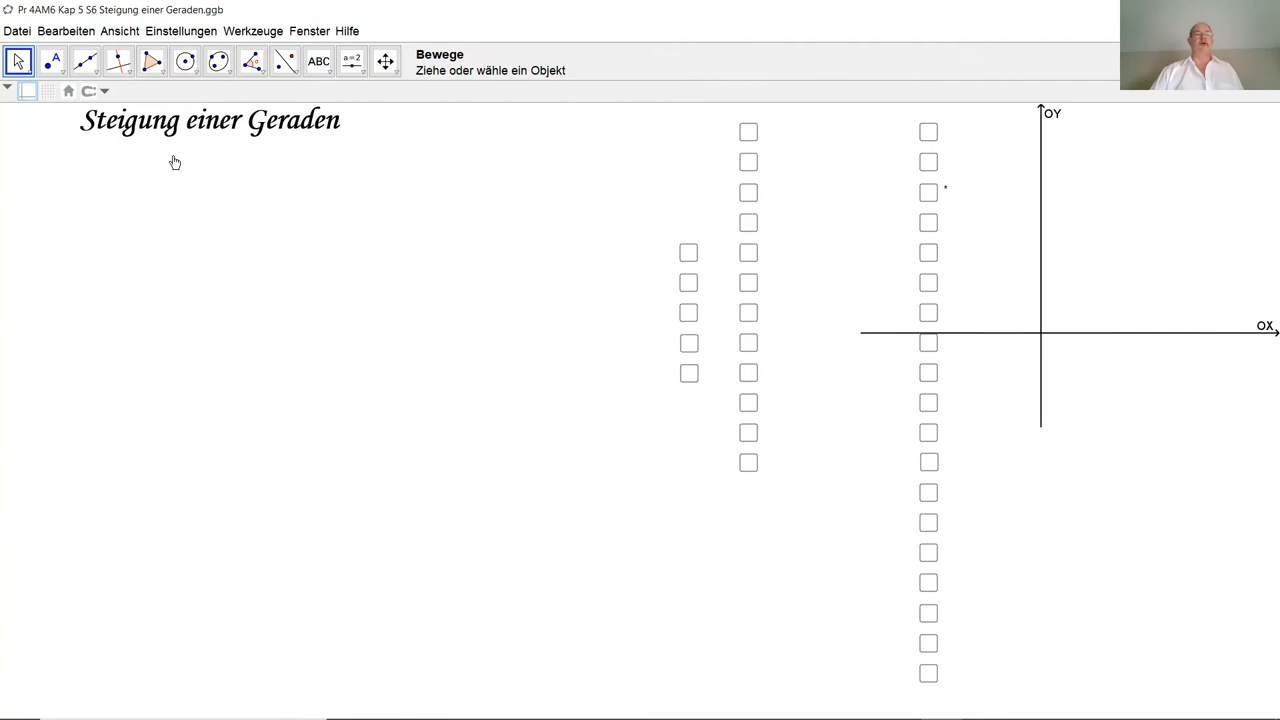 Pr 4AM6 Kap 5 S6 Steigung einer Geraden.ggb
Datei Bearbeiten Ansicht Einstellungen Werkzeuge Fenster Hilfe
A
ABC
a=2
Bewege
Ziehe oder wähle ein Objekt
Steigung einer Geraden
OY
*
OX